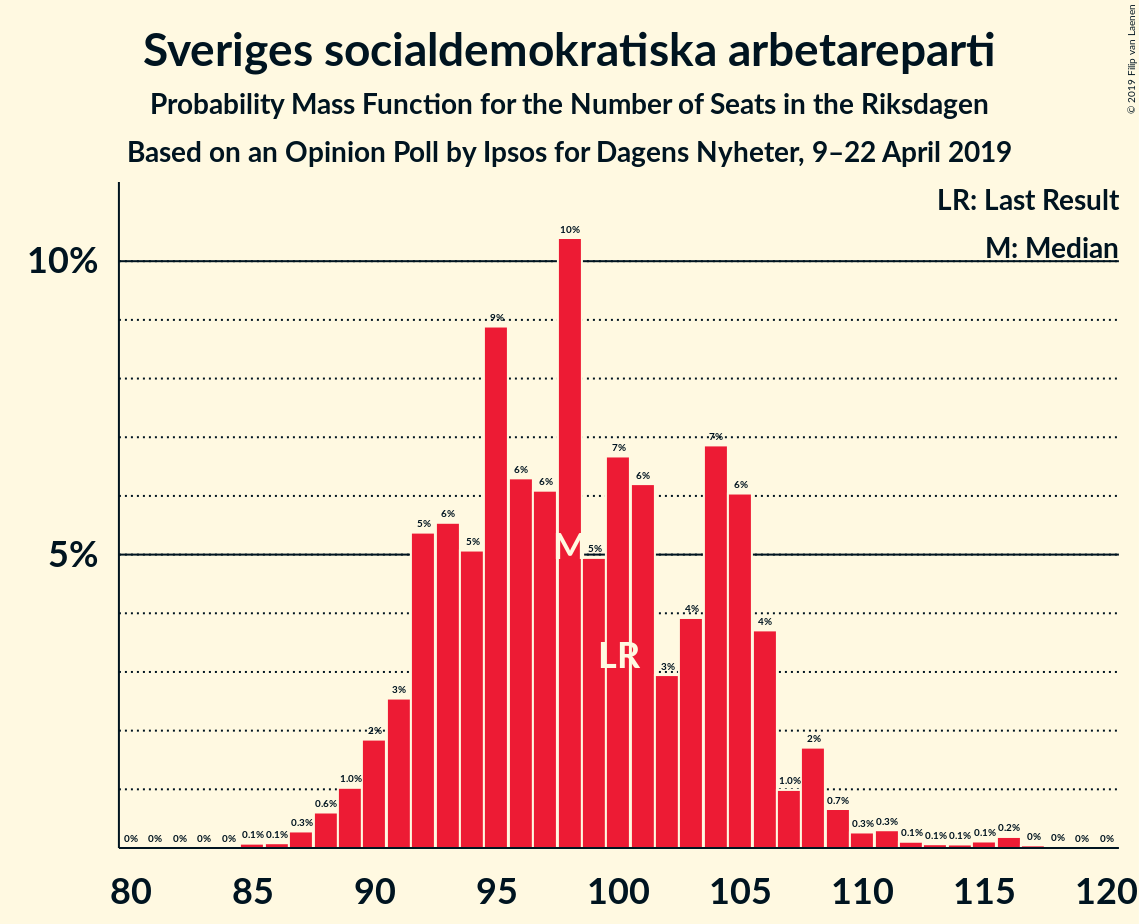 Sveriges socialdemokratiska arbetareparti
Probability Mass Function for the Number of Seats in the Riksdagen
Based on an Opinion Poll by Ipsos for Dagens Nyheter, 9–22 April 2019
© 2019 Filip van Laenen
LR: Last Result
M: Median
10%
5%
0% 0% 0% 0% 0% 0.1% 0.1% 0.3% 0.6% 1.0% 2% 3% 5% 6% 5% 9% 6% 6% 10% 5% 7% 6% 3% 4% 7% 6% 4% 1.0% 2% 0.7% 0.3% 0.3% 0.1% 0.1% 0.1% 0.1% 0.2% 0% 0% 0% 0%
M
LR
80 85 90 95 100 105 110 115 120